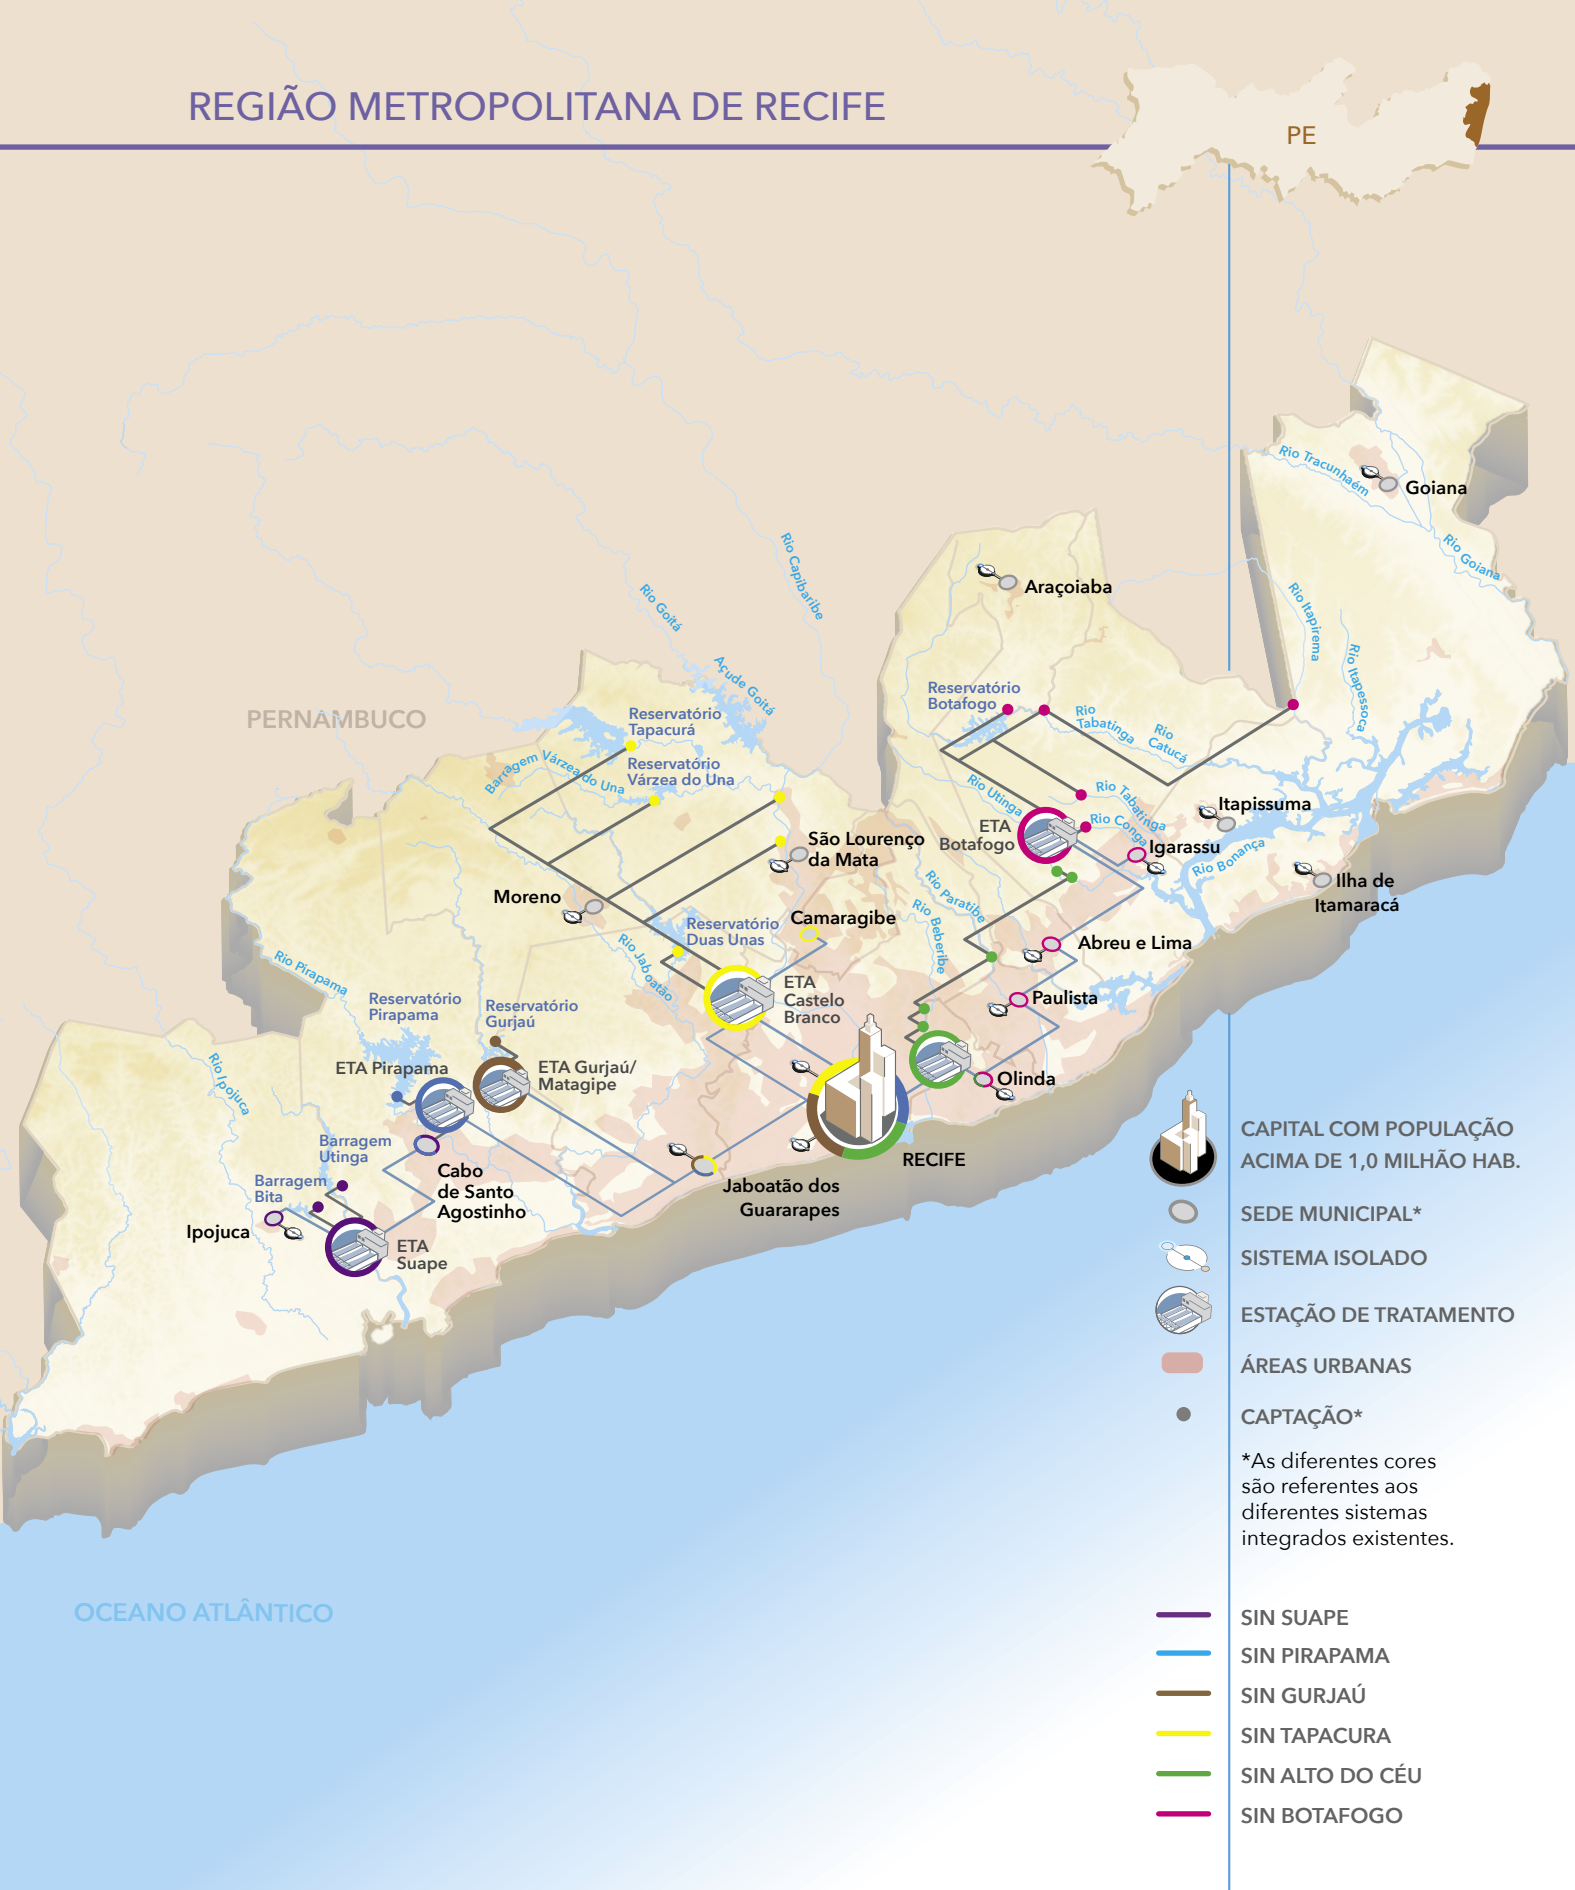 REGIÃO METROPOLITANA DE RECIFE
PE
Rio Tracunhaém
Goiana
Rio Goiana
Rio Capibaribe
Araçoiaba
Rio Goitá
Rio Itapirema
Rio Itapessoca
Açude Goitá
Reservatório
Botafogo
PERNAMBUCO
Reservatório
Tapacurá
Rio
Tabatinga
Rio
Catucá
Barragem Várzea do Una
Reservatório
Várzea do Una
Rio Utinga
Rio Tabatinga
Itapissuma
Rio Conga
ETA
Botafogo
São Lourenço
da Mata
Igarassu
Rio Bonança
Ilha de
Itamaracá
Moreno
Rio Paratibe
Camaragibe
Rio Beberibe
Reservatório
Duas Unas
Abreu e Lima
Rio Jaboatão
Rio Pirapama
ETA
Castelo
Branco
Paulista
Reservatório
Pirapama
Reservatório
Gurjaú
Rio Ipojuca
ETA Pirapama
ETA Gurjaú/
Matagipe
Olinda
Barragem
Utinga
RECIFE
Cabo
de Santo
Agostinho
Barragem
Bita
Jaboatão dos
Guararapes
Ipojuca
ETA
Suape
CAPITAL COM POPULAÇÃO
ACIMA DE 1,0 MILHÃO HAB.
SEDE MUNICIPAL*
SISTEMA ISOLADO
ESTAÇÃO DE TRATAMENTO
ÁREAS URBANAS
CAPTAÇÃO*
*As diferentes cores
são referentes aos
diferentes sistemas
integrados existentes.
OCEANO ATLÂNTICO
SIN SUAPE
SIN PIRAPAMA
SIN GURJAÚ
SIN TAPACURA
SIN ALTO DO CÉU
SIN BOTAFOGO